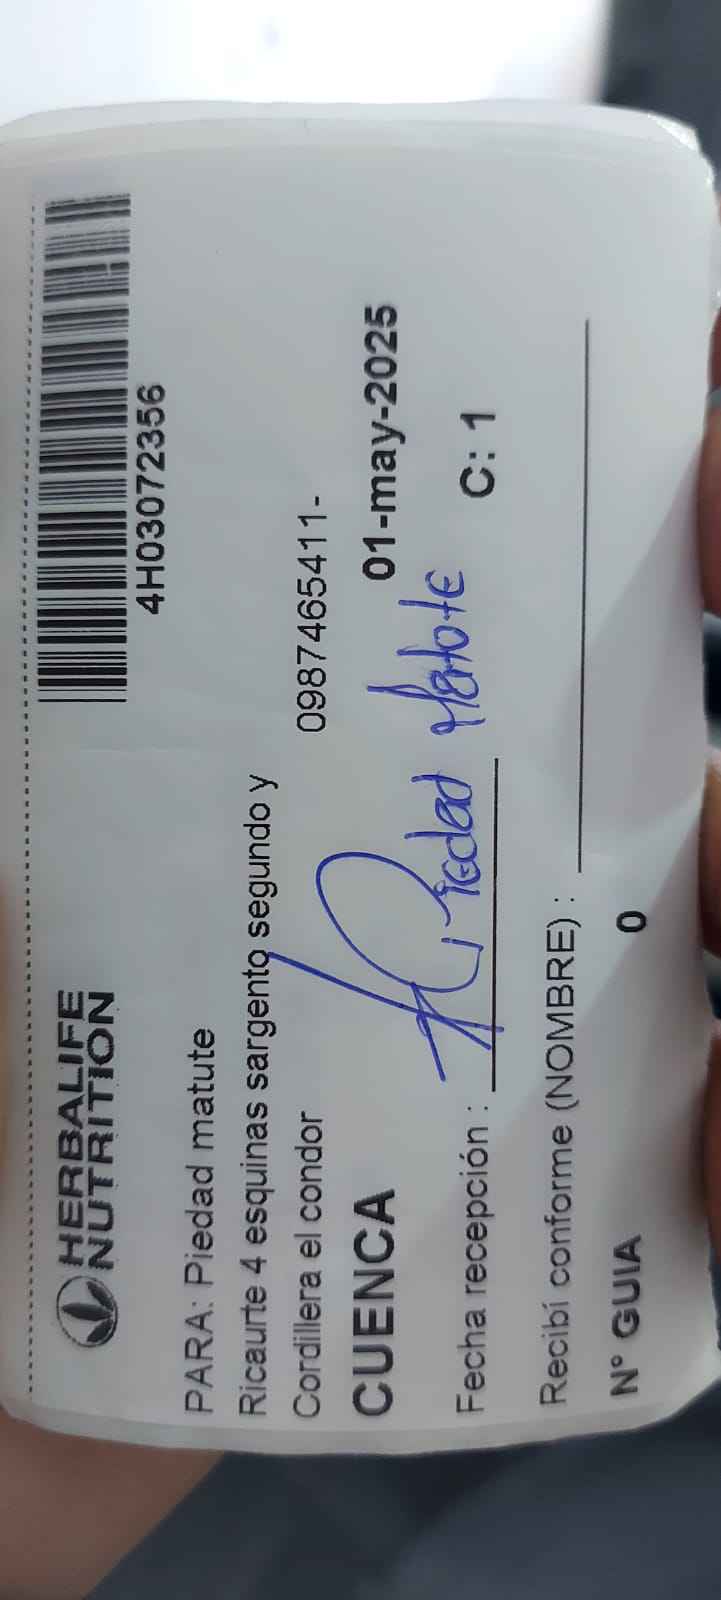 HERBALIFE
NUTRITION
4H03072356
PARA: Piedad matute
Ricaurte 4 esquinas sargento segundo y
Cordillera el condor 0987465411-
CUENCA 01-may-2025
Piedad Matute
Fecha recepción : C: 1
Recibí conforme (NOMBRE) :
N° GUIA 0